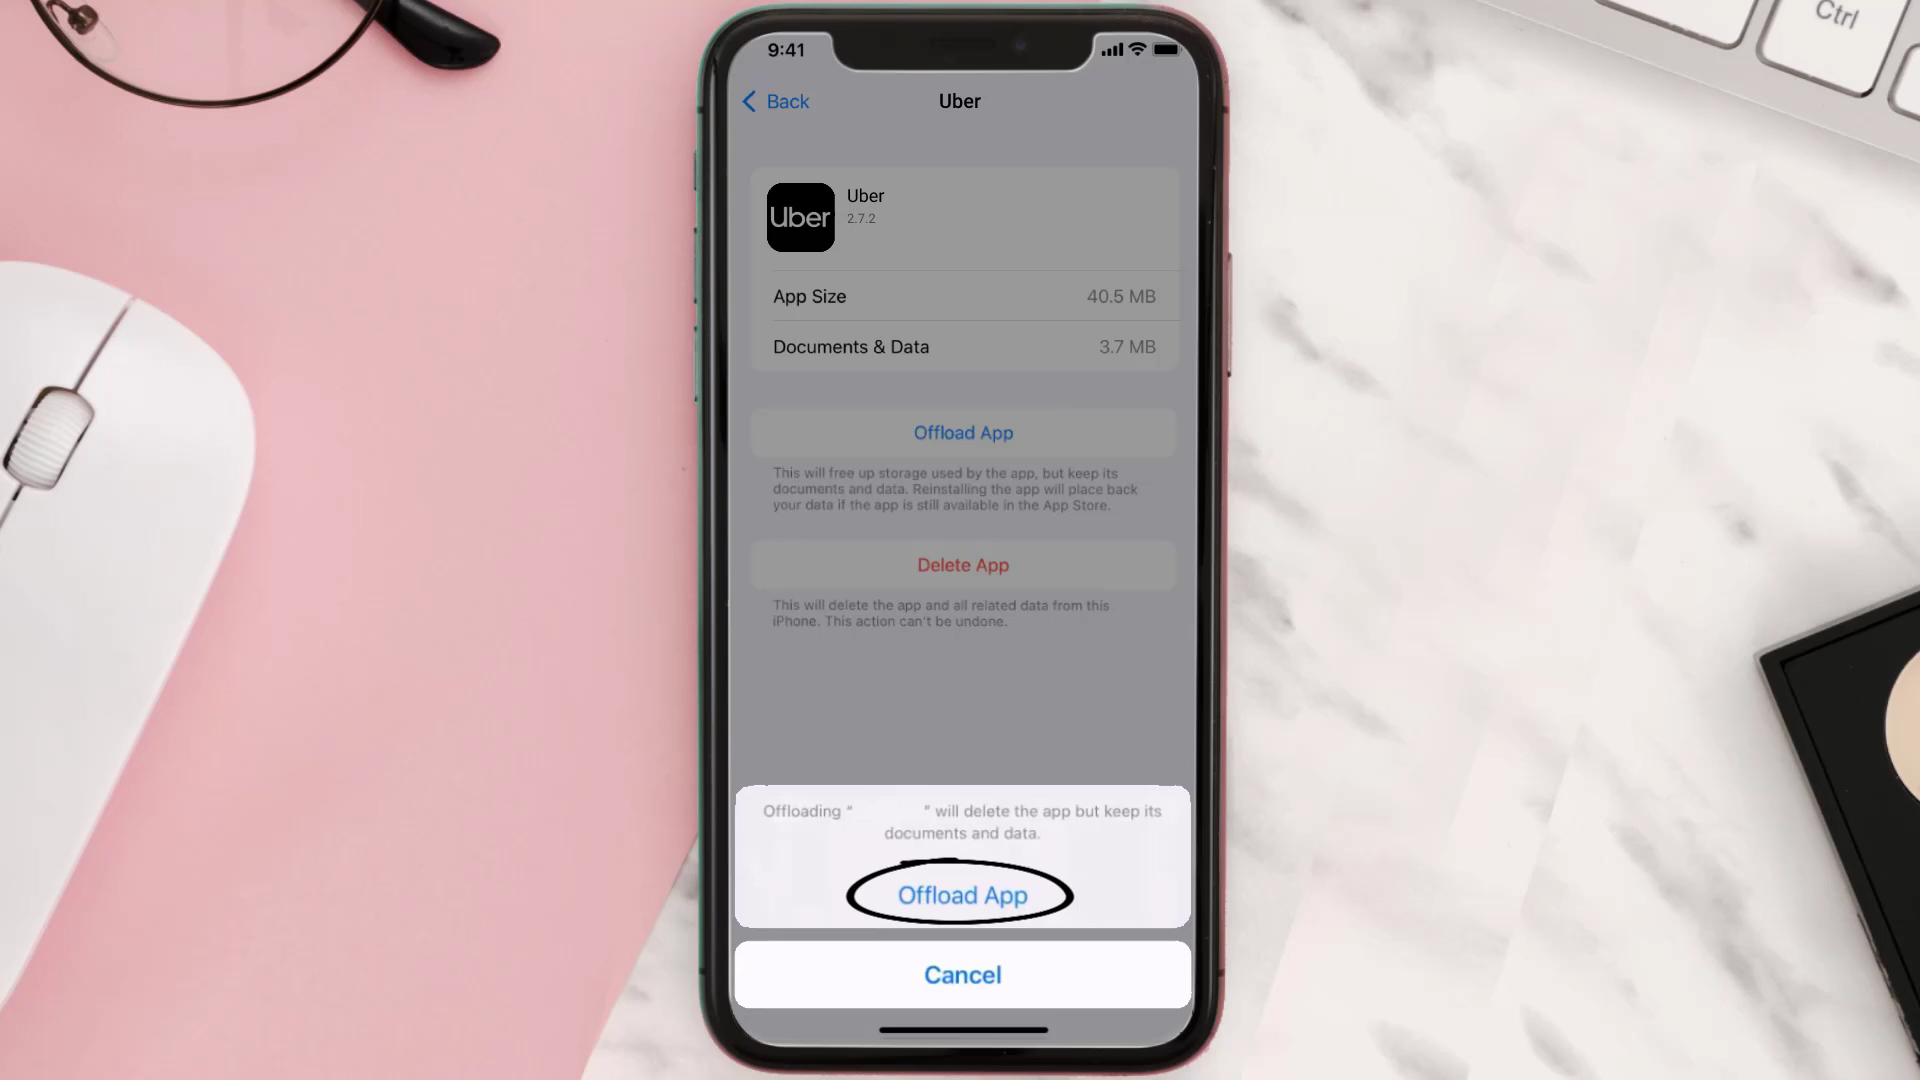 Ctrl
9:41
Back
Uber
Uber
Uber
2.7.2
App Size
40.5 MB
Documents & Data
3.7 MB
Offload App
This will free up storage used by the app, but keep its
documents and data. Reinstalling the app will place back
your data if the app is still available in the App Store.
Delete App
This will delete the app and all related data from this
iPhone. This action can't be undone.
Offloading “ ” will delete the app but keep its
documents and data.
Offload App
Cancel